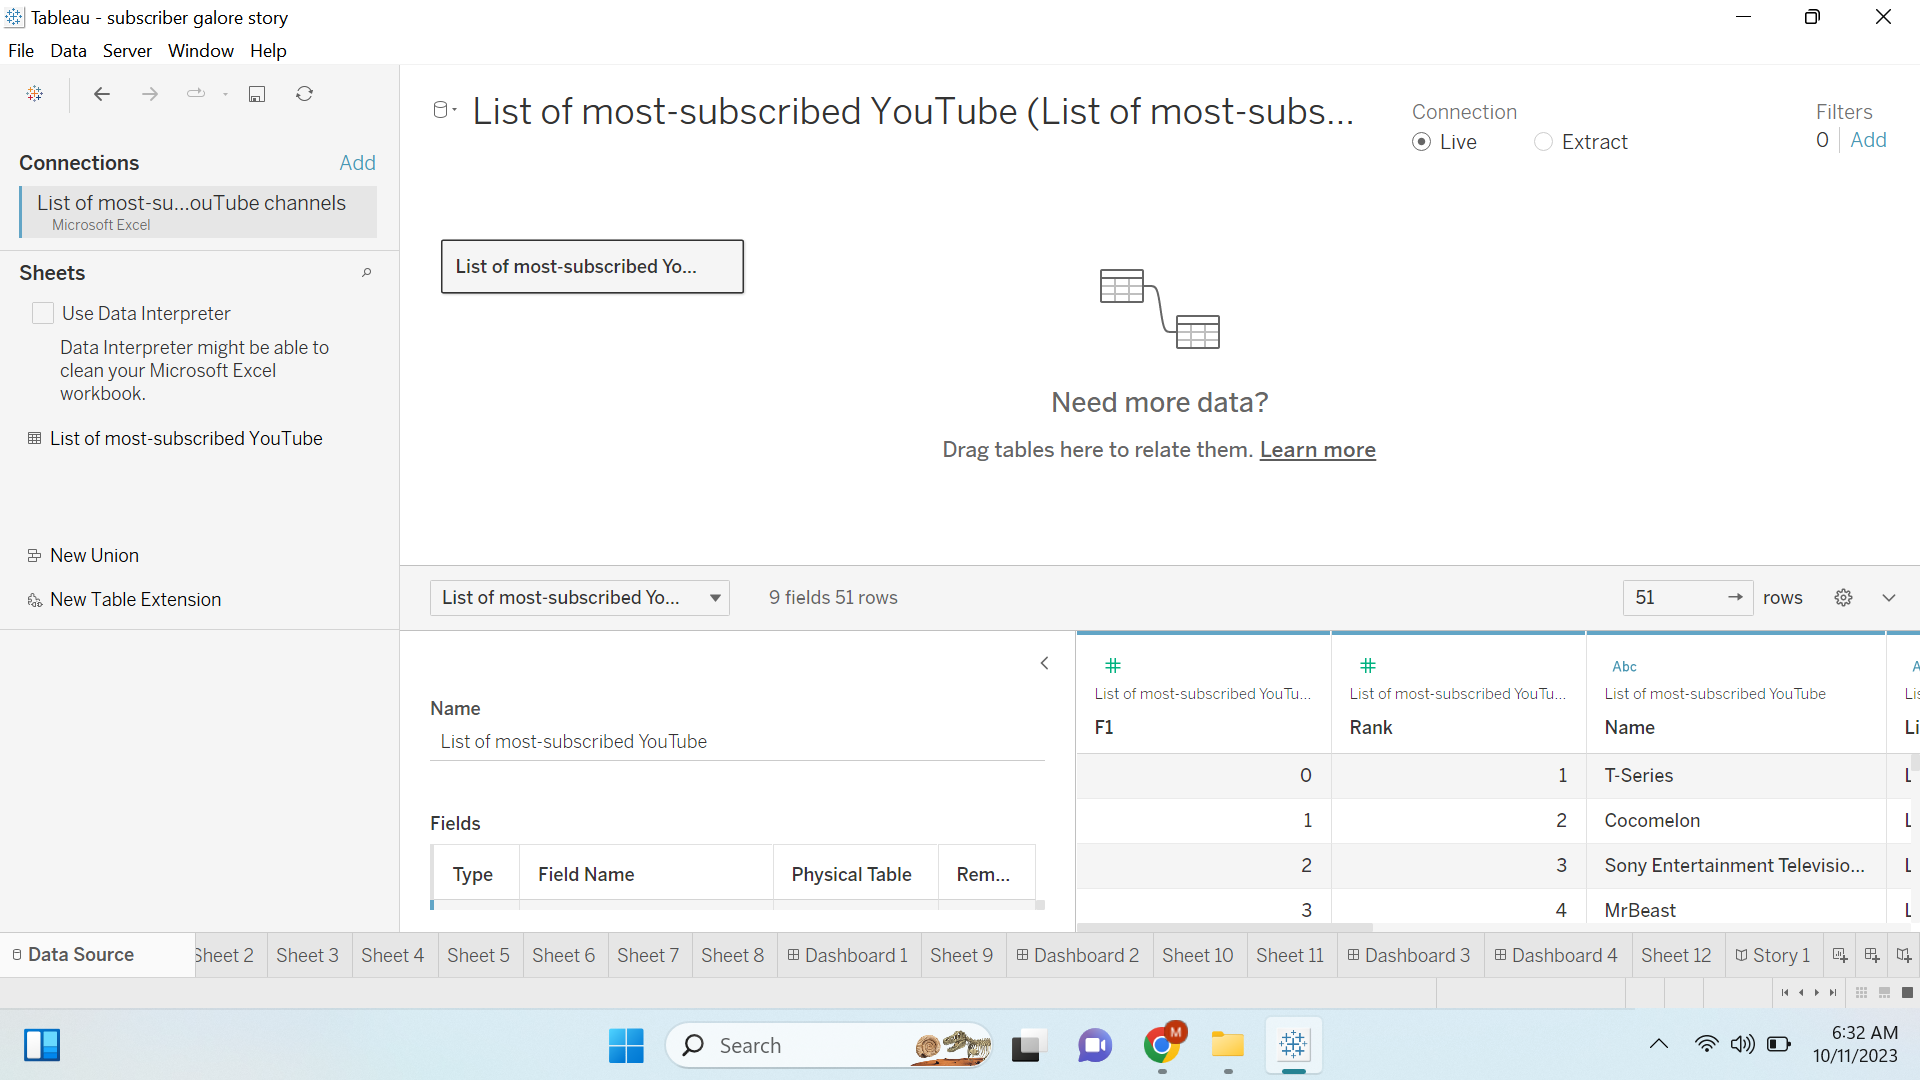 Tableau - subscriber galore story
File Data Server Window Help
Connections Add
List of most-su...ouTube channels
Microsoft Excel
Sheets
Use Data Interpreter
Data Interpreter might be able to
clean your Microsoft Excel
workbook.
List of most-subscribed YouTube
New Union
New Table Extension
List of most-subscribed YouTube (List of most-subs...
Connection
Live Extract
Filters
0 Add
List of most-subscribed Yo...
Need more data?
Drag tables here to relate them. Learn more
List of most-subscribed Yo... 9 fields 51 rows 51 rows
Name
List of most-subscribed YouTube
Fields
Type Field Name Physical Table Rem...
Abc
List of most-subscribed YouTu... List of most-subscribed YouTu... List of most-subscribed YouTube
F1 Rank Name
0 1 T-Series
1 2 Cocomelon
2 3 Sony Entertainment Televisio...
3 4 MrBeast
Data Source Sheet 2 Sheet 3 Sheet 4 Sheet 5 Sheet 6 Sheet 7 Sheet 8 Dashboard 1 Sheet 9 Dashboard 2 Sheet 10 Sheet 11 Dashboard 3 Dashboard 4 Sheet 12 Story 1
Search
M
6:32 AM
10/11/2023